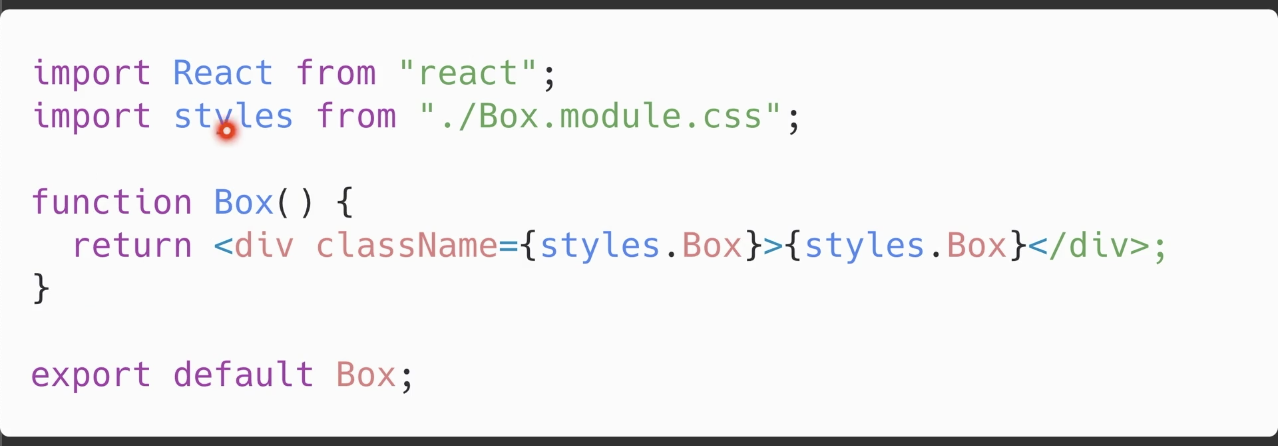 import React from "react";
import styles from "./Box.module.css";
function Box() {
return <div className={styles.Box}>{styles.Box}</div>;
}
export default Box;